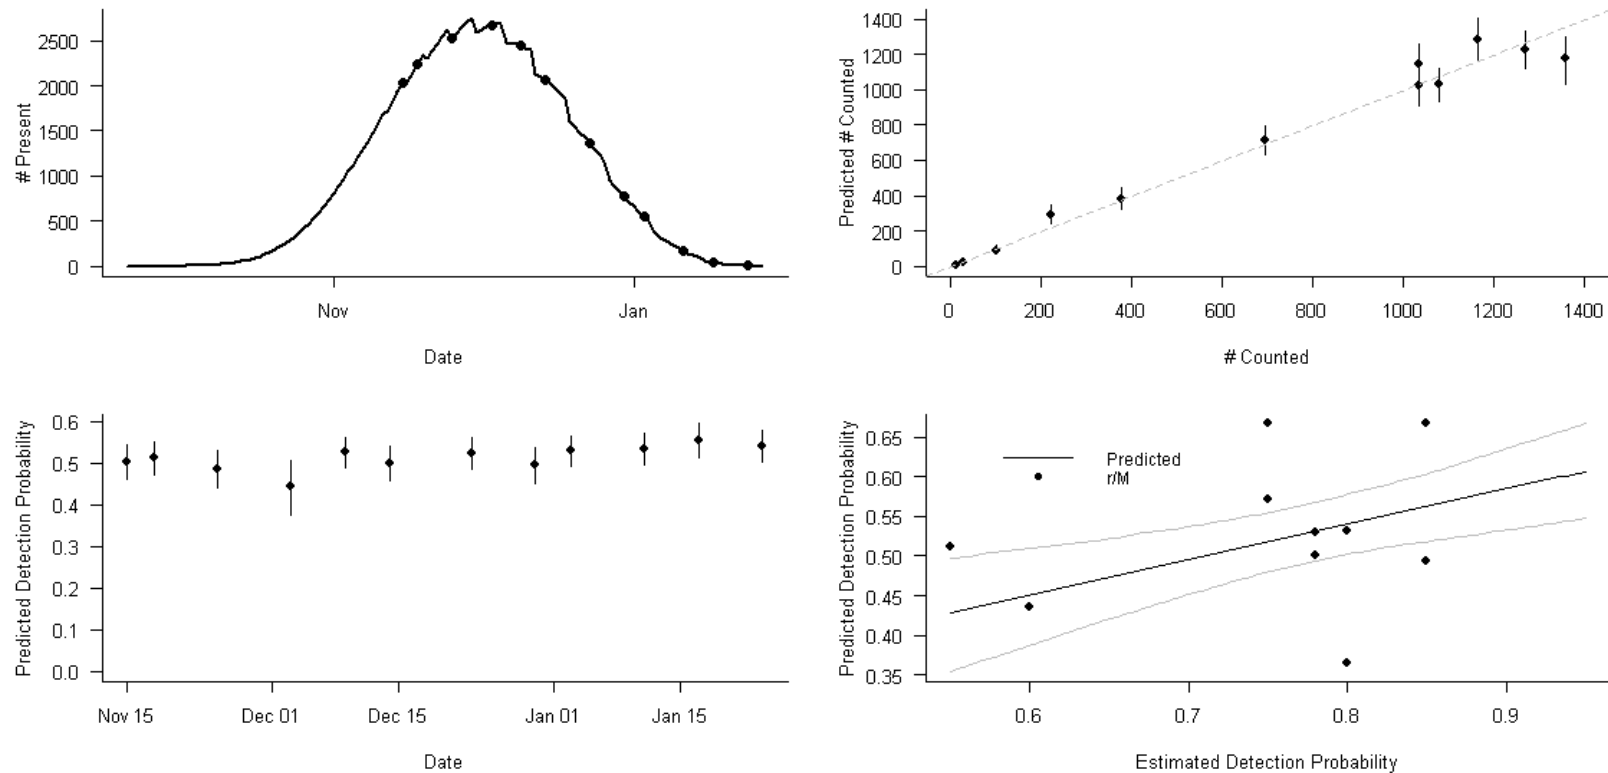 # Present
2500
2000
1500
1000
500
0
Nov Jan
Date
Predicted # Counted
1400
1200
1000
800
600
400
200
0
0 200 400 600 800 1000 1200 1400
# Counted
Predicted Detection Probability
0.6
0.5
0.4
0.3
0.2
0.1
0.0
Nov 15 Dec 01 Dec 15 Jan 01 Jan 15
Date
Predicted Detection Probability
0.65
0.60
0.55
0.50
0.45
0.40
0.35
Predicted
r/M
0.6 0.7 0.8 0.9
Estimated Detection Probability